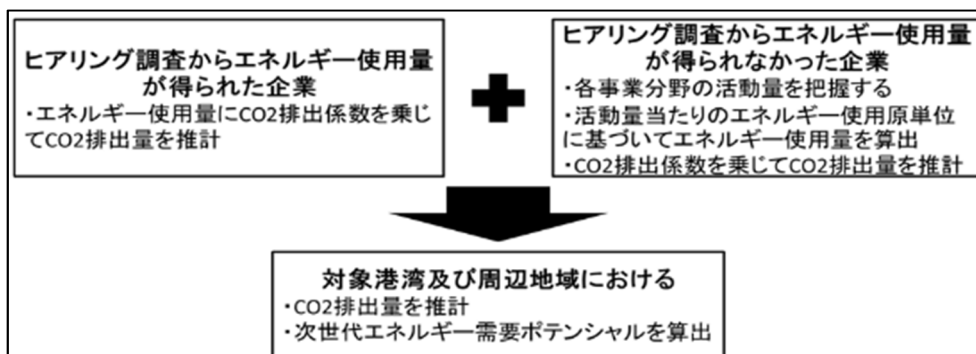 ヒアリング調査からエネルギー使用量
が得られた企業
・エネルギー使用量にCO2排出係数を乗じ
てCO2排出量を推計
ヒアリング調査からエネルギー使用量
が得られなかった企業
・各事業分野の活動量を把握する
・活動量当たりのエネルギー使用原単位
に基づいてエネルギー使用量を算出
・CO2排出係数を乗じてCO2排出量を推計
対象港湾及び周辺地域における
・CO2排出量を推計
・次世代エネルギー需要ポテンシャルを算出